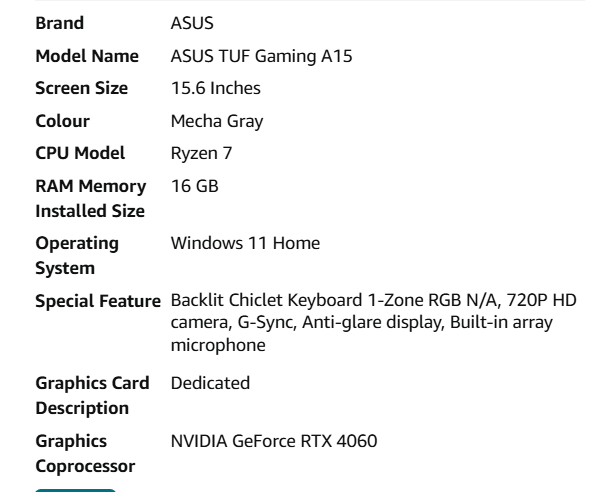 Brand ASUS
Model Name ASUS TUF Gaming A15
Screen Size 15.6 Inches
Colour Mecha Gray
CPU Model Ryzen 7
RAM Memory 16 GB
Installed Size
Operating Windows 11 Home
System
Special Feature Backlit Chiclet Keyboard 1-Zone RGB N/A, 720P HD
camera, G-Sync, Anti-glare display, Built-in array
microphone
Graphics Card Dedicated
Description
Graphics NVIDIA GeForce RTX 4060
Coprocessor